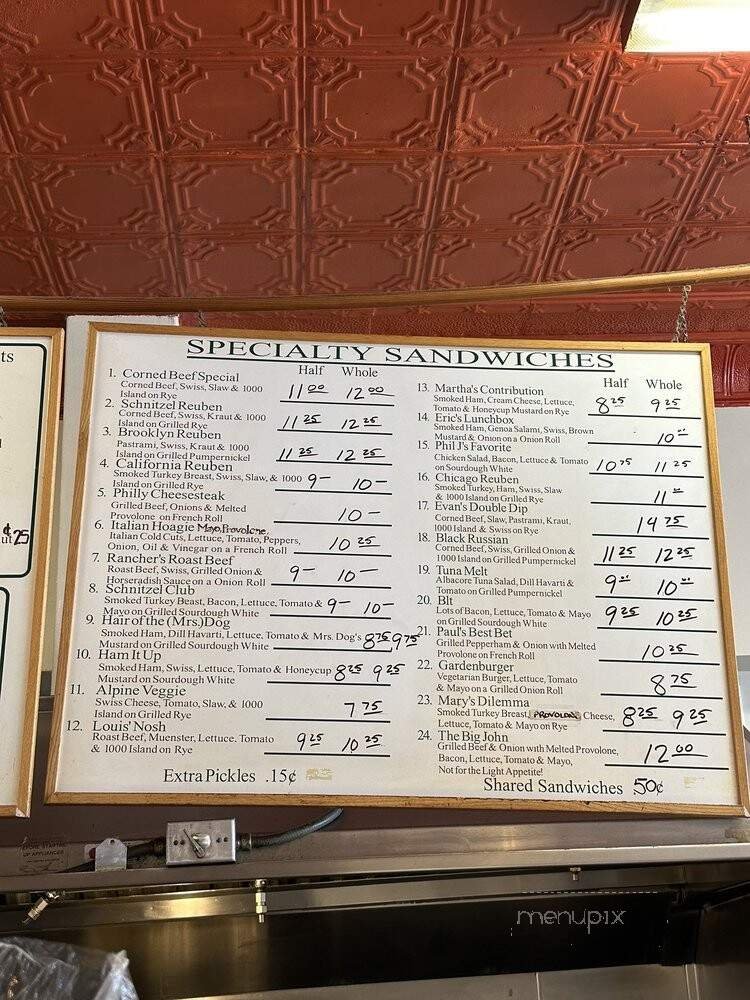 ts
¢25
SPECIALTY SANDWICHES
Half Whole
1. Corned Beef Special
Corned Beef, Swiss, Slaw & 1000
Island on Rye
11 00 12 00
2. Schnitzel Reuben
Corned Beef, Swiss, Kraut & 1000
Island on Grilled Rye
11 25 12 25
3. Brooklyn Reuben
Pastrami, Swiss, Kraut & 1000
Island on Grilled Pumpernickel
11 25 12 25
4. California Reuben
Smoked Turkey Breast, Swiss, Slaw, & 1000
Island on Grilled Rye
9- 10-
5. Philly Cheesesteak
Grilled Beef, Onions & Melted
Provolone on French Roll
10-
6. Italian Hoagie Mayo, Provolone,
Italian Cold Cuts, Lettuce, Tomato, Peppers,
Onion, Oil & Vinegar on a French Roll
10 25
7. Rancher's Roast Beef
Roast Beef, Swiss, Grilled Onion &
Horseradish Sauce on a Onion Roll
9- 10-
8. Schnitzel Club
Smoked Turkey Breast, Bacon, Lettuce, Tomato &
Mayo on Grilled Sourdough White
9- 10-
9. Hair of the (Mrs.) Dog
Smoked Ham, Dill Havarti, Lettuce, Tomato & Mrs. Dog's
Mustard on Grilled Sourdough White
8 75 9 75
10. Ham It Up
Smoked Ham, Swiss, Lettuce, Tomato & Honeycup
Mustard on Sourdough White
8 25 9 25
11. Alpine Veggie
Swiss Cheese, Tomato, Slaw, & 1000
Island on Grilled Rye
7 75
12. Louis' Nosh
Roast Beef, Muenster, Lettuce. Tomato
& 1000 Island on Rye
9 25 10 25
Extra Pickles .15¢
Half Whole
13. Martha's Contribution
Smoked Ham, Cream Cheese, Lettuce,
Tomato & Honeycup Mustard on Rye
8 25 9 25
14. Eric's Lunchbox
Smoked Ham, Genoa Salami, Swiss, Brown
Mustard & Onion on a Onion Roll
10 -
15. Phil J's Favorite
Chicken Salad, Bacon, Lettuce & Tomato
on Sourdough White
10 75 11 25
16. Chicago Reuben
Smoked Turkey, Ham, Swiss, Slaw
& 1000 Island on Grilled Rye
11 -
17. Evan's Double Dip
Corned Beef, Slaw, Pastrami, Kraut,
1000 Island & Swiss on Rye
14 75
18. Black Russian
Corned Beef, Swiss, Grilled Onion &
1000 Island on Grilled Pumpernickel
11 25 12 25
19. Tuna Melt
Albacore Tuna Salad, Dill Havarti &
Tomato on Grilled Pumpernickel
9 - 10 -
20. Blt
Lots of Bacon, Lettuce, Tomato & Mayo
on Grilled Sourdough White
9 25 10 25
21. Paul's Best Bet
Grilled Pepperham & Onion with Melted
Provolone on French Roll
10 25
22. Gardenburger
Vegetarian Burger, Lettuce, Tomato
& Mayo on a Grilled Onion Roll
8 75
23. Mary's Dilemma
Smoked Turkey Breast, PROVOLONE Cheese,
Lettuce, Tomato & Mayo on Rye
8 25 9 25
24. The Big John
Grilled Beef & Onion with Melted Provolone,
Bacon, Lettuce, Tomato & Mayo,
Not for the Light Appetite!
12 00
Shared Sandwiches .50¢
menupix